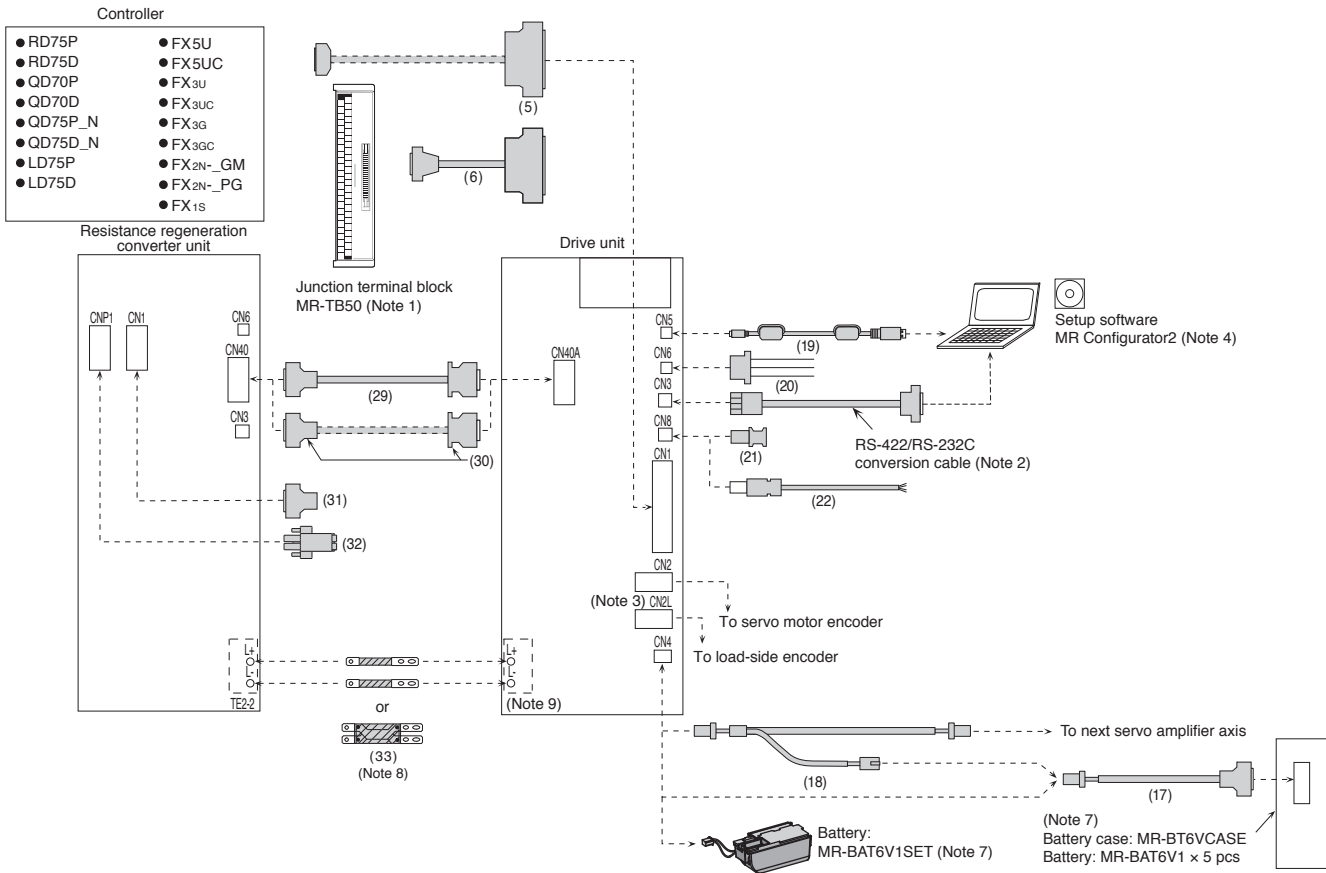 Controller
● RD75P
● RD75D
● QD70P
● QD70D
● QD75P_N
● QD75D_N
● LD75P
● LD75D
● FX5U
● FX5UC
● FX3U
● FX3UC
● FX3G
● FX3GC
● FX2N-_GM
● FX2N-_PG
● FX1S
(5)
(6)
Junction terminal block
MR-TB50 (Note 1)
Resistance regeneration
converter unit
CNP1
CN1
CN6
CN40
CN3
L+
L-
TE2-2
(29)
(30)
(31)
(32)
or
(33)
(Note 8)
Drive unit
CN40A
CN5
CN6
CN3
CN8
CN1
CN2
(Note 3)
CN2L
CN4
L+
L-
(Note 9)
(19)
(20)
(21)
(22)
Setup software
MR Configurator2 (Note 4)
RS-422/RS-232C
conversion cable (Note 2)
To servo motor encoder
To load-side encoder
To next servo amplifier axis
(18)
(17)
Battery:
MR-BAT6V1SET (Note 7)
(Note 7)
Battery case: MR-BT6VCASE
Battery: MR-BAT6V1 × 5 pcs